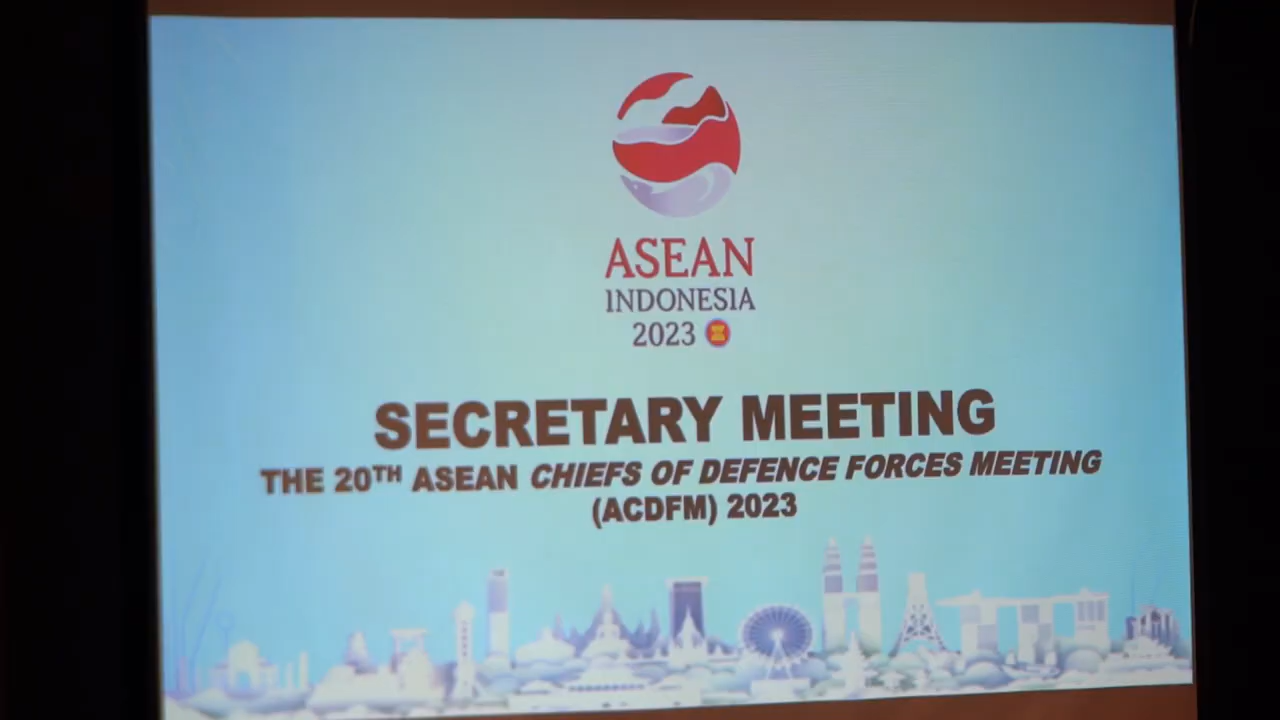 ASEAN
INDONESIA
2023
SECRETARY MEETING
THE 20TH ASEAN CHIEFS OF DEFENCE FORCES MEETING
(ACDFM) 2023